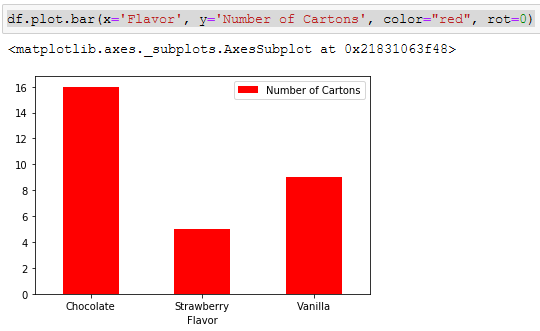 df.plot.bar(x='Flavor', y='Number of Cartons', color="red", rot=0)
<matplotlib.axes._subplots.AxesSubplot at 0x21831063f48>
Number of Cartons
16
14
12
10
8
6
4
2
0
Chocolate Strawberry Vanilla
Flavor